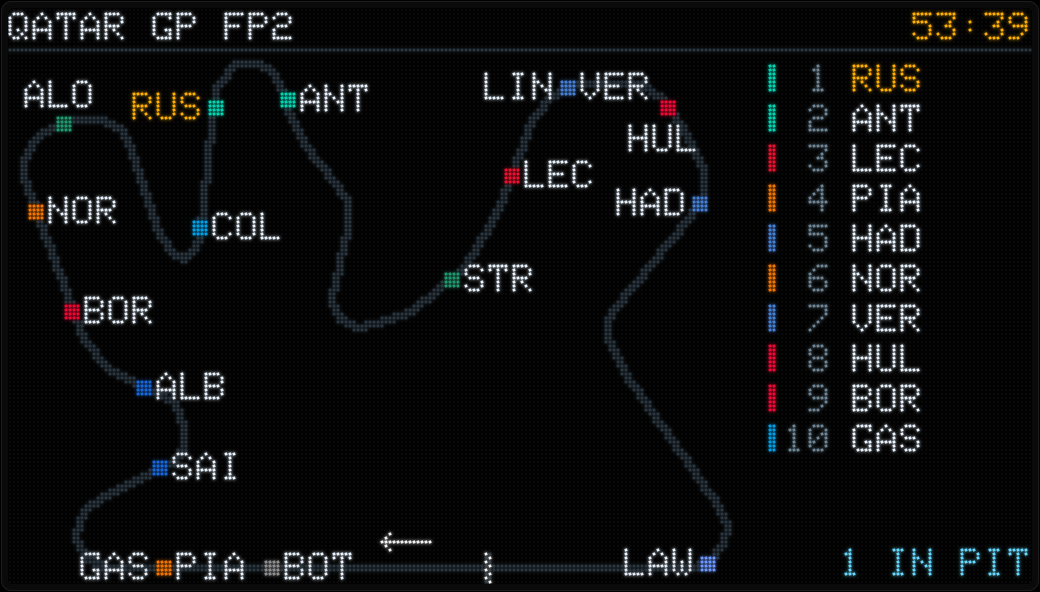 QATAR GP FP2 53:39
ALO RUS ANT LIN VER
HUL
NOR COL LEC HAD
STR
BOR
ALB
SAI
GAS PIA BOT LAW
1 RUS
2 ANT
3 LEC
4 PIA
5 HAD
6 NOR
7 VER
8 HUL
9 BOR
10 GAS
1 IN PIT